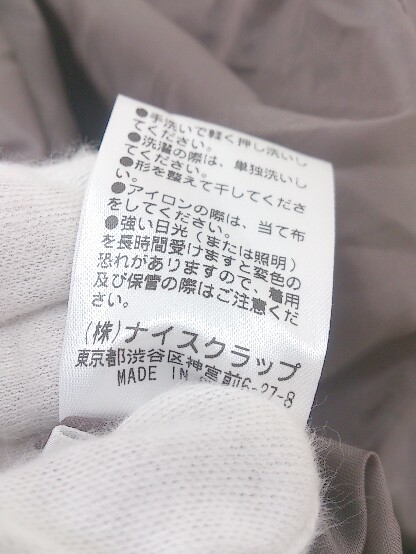 ●手洗いで軽く押し洗いし
てください。
●洗濯の際は、単独洗いし
てください。
●形を整えて干してくださ
い。
●アイロンの際は、当て布
をしてください。
●強い日光(または照明)
を長時間受けますと変色の
恐れがありますので、着用
及び保管の際はご注意くだ
さい。
(株)ナイスクラップ
東京都渋谷区神宮前6-27-8
MADE IN